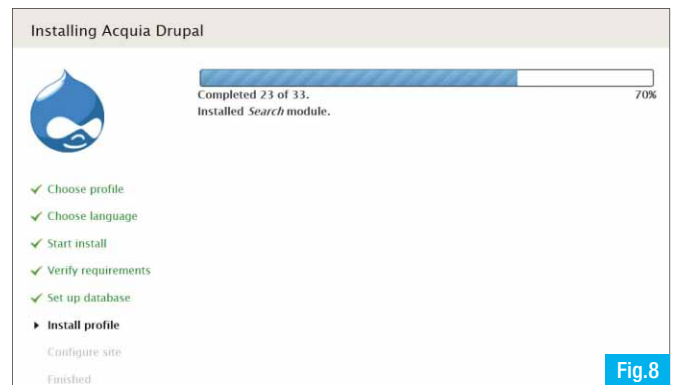 Installing Acquia Drupal
Completed 23 of 33.
70%
Installed Search module.
Choose profile
Choose language
Start install
Verify requirements
Set up database
Install profile
Configure site
Finished
Fig.8